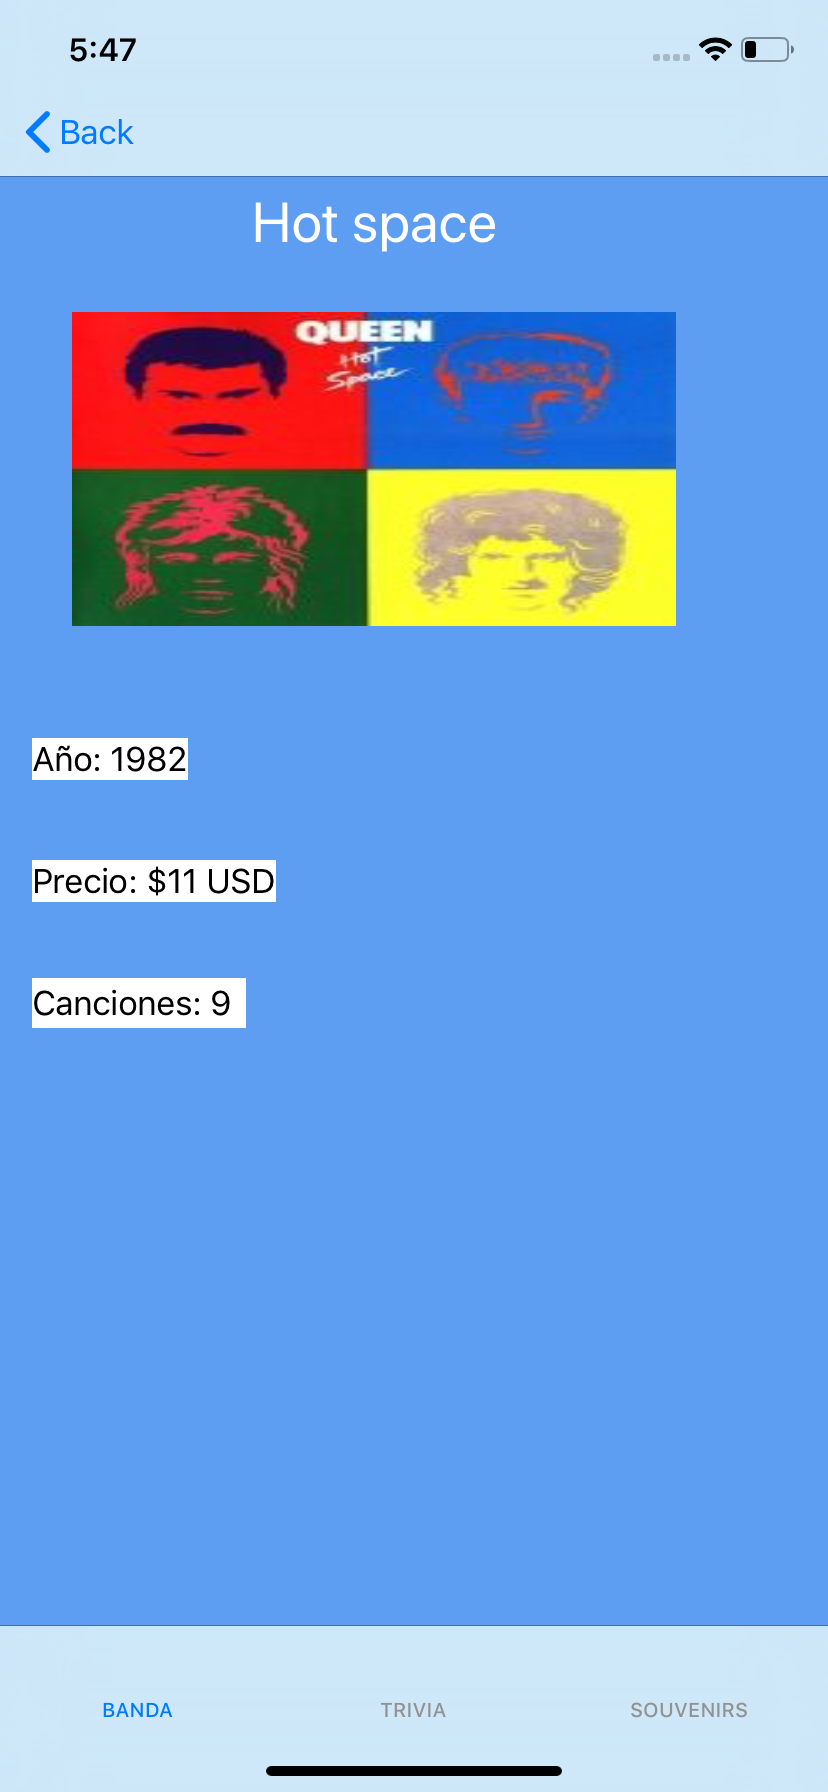 5:47
Back
Hot space
QUEEN
Hot
Space
Año: 1982
Precio: $11 USD
Canciones: 9
BANDA TRIVIA SOUVENIRS